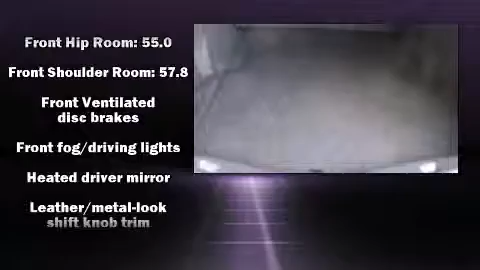 Front Hip Room: 55.0
Front Shoulder Room: 57.8
Front Ventilated
disc brakes
Front fog/driving lights
Heated driver mirror
Leather/metal-look
shift knob trim